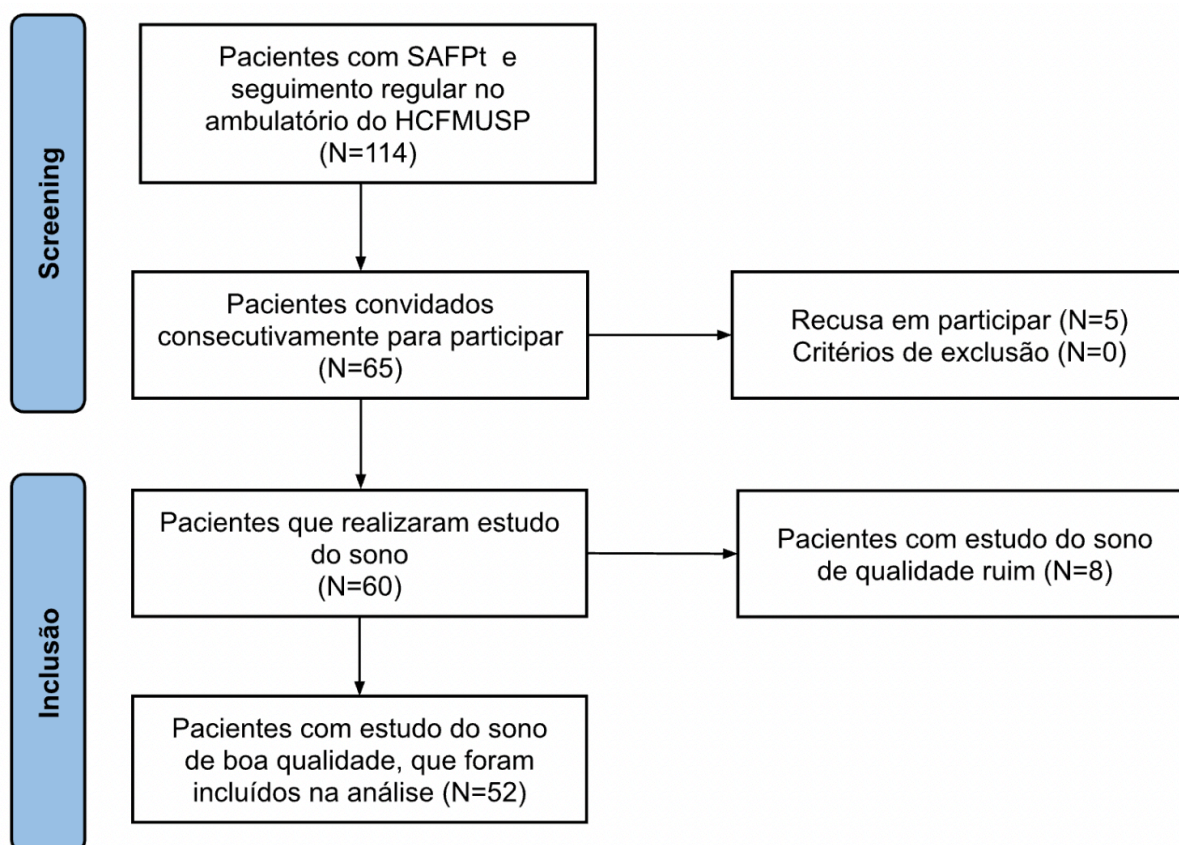 Screening
Pacientes com SAFPt e
seguimento regular no
ambulatório do HCFMUSP
(N=114)
Pacientes convidados
consecutivamente para participar
(N=65)
Recusa em participar (N=5)
Critérios de exclusão (N=0)
Inclusão
Pacientes que realizaram estudo
do sono
(N=60)
Pacientes com estudo do sono
de qualidade ruim (N=8)
Pacientes com estudo do sono
de boa qualidade, que foram
incluídos na análise (N=52)